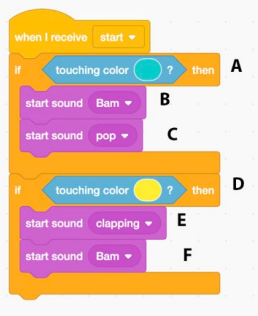 when I receive start
if touching color ? then A
start sound Bam B
start sound pop C
if touching color ? then D
start sound clapping E
start sound Bam F